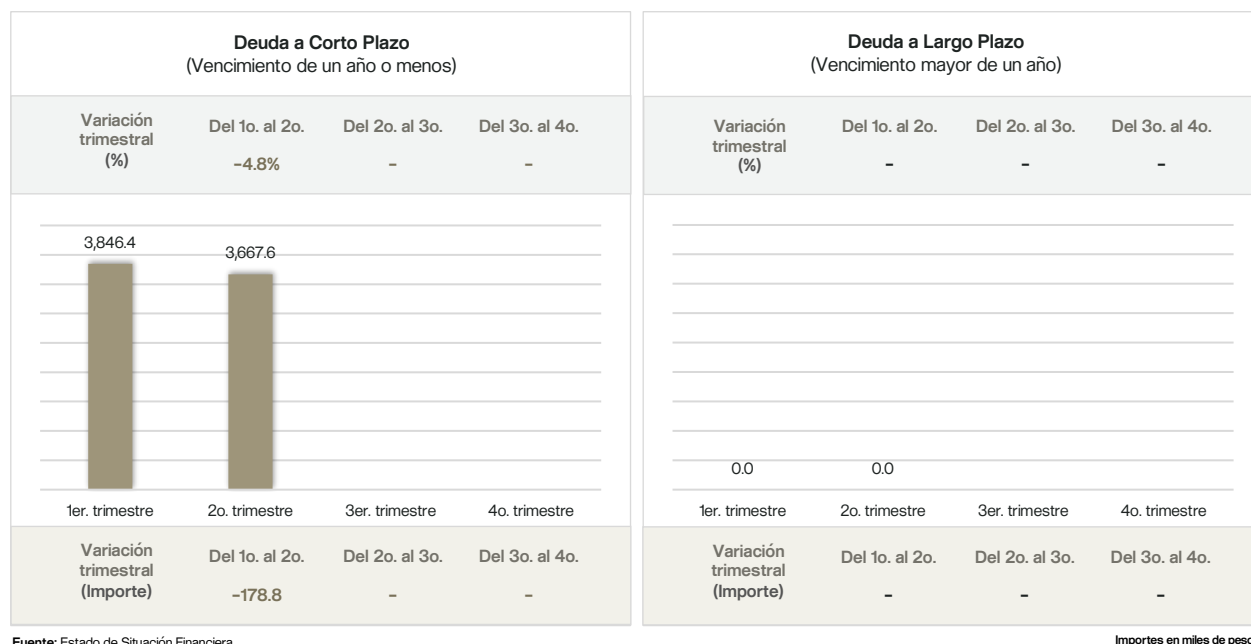 Deuda a Corto Plazo
(Vencimiento de un año o menos)
Variación
trimestral
(%)
Del 1o. al 2o.
Del 2o. al 3o.
Del 3o. al 4o.
-4.8%
-
-
3,846.4
3,667.6
1er. trimestre
2o. trimestre
3er. trimestre
4o. trimestre
Variación
trimestral
(Importe)
Del 1o. al 2o.
Del 2o. al 3o.
Del 3o. al 4o.
-178.8
-
-
Deuda a Largo Plazo
(Vencimiento mayor de un año)
Variación
trimestral
(%)
Del 1o. al 2o.
Del 2o. al 3o.
Del 3o. al 4o.
-
-
-
0.0
0.0
1er. trimestre
2o. trimestre
3er. trimestre
4o. trimestre
Variación
trimestral
(Importe)
Del 1o. al 2o.
Del 2o. al 3o.
Del 3o. al 4o.
-
-
-
Fuente: Estado de Situación Financiera
Importes en miles de